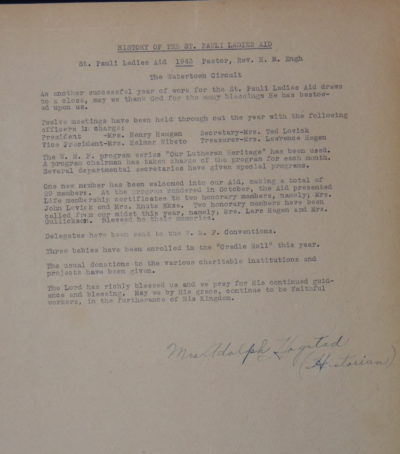 HISTORY OF THE ST. PAULI LADIES AID
St. Pauli Ladies Aid 1943 Pastor, Rev. H. M. Engh
The Watertown Circuit
As another successful year of work for the St. Pauli Ladies Aid draws
to a close, may we thank God for the many blessings He has bestow-
ed upon us.
Twelve meetings have been held through out the year with the following
officers in charge:
President -Mrs. Henry Haugen Secretary-Mrs. Ted Lovick
Vice President-Mrs. Helmer Wibeto Treasurer-Mrs. Lawrence Hagen
The W. M. F. program series "Our Lutheran Heritage" has been used.
A program chairman has taken charge of the program for each month.
Several departmental secretaries have given special programs.
One new member has been welcomed into our Aid, making a total of
29 members. At the program rendered in October, the Aid presented
Life membership certificates to two honorary members, namely; Mrs.
John Lovick and Mrs. Knute Ekse. Two honorary members have been
called from our midst this year, namely; Mrs. Lars Hagen and Mrs.
Gullickson. Blessed be their memories.
Delegates have been sent to the W. M. F. Conventions.
Three babies have been enrolled in the "Cradle Roll" this year.
The usual donations to the various charitable institutions and
projects have been given.
The Lord has richly blessed us and we pray for His continued guid-
ance and blessing. May we by His grace, continue to be faithful
workers, in the furtherance of His Kingdom.
Mrs Adolph Fogstad
(Historian)